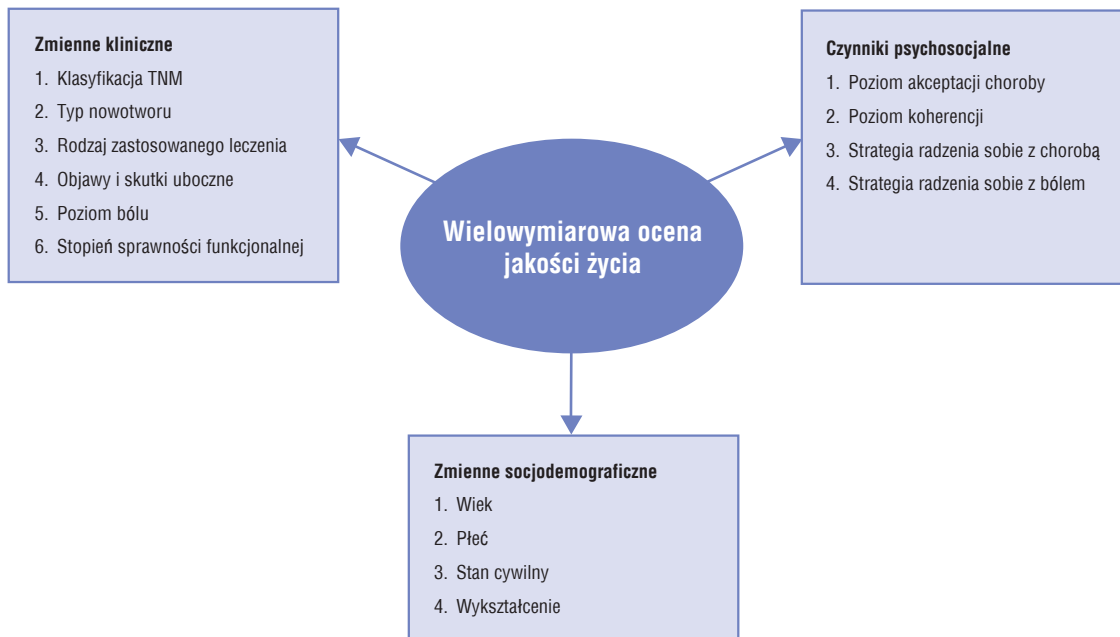 Zmienne kliniczne
1. Klasyfikacja TNM
2. Typ nowotworu
3. Rodzaj zastosowanego leczenia
4. Objawy i skutki uboczne
5. Poziom bólu
6. Stopień sprawności funkcjonalnej
Czynniki psychosocjalne
1. Poziom akceptacji choroby
2. Poziom koherencji
3. Strategia radzenia sobie z chorobą
4. Strategia radzenia sobie z bólem
Wielowymiarowa ocena
jakości życia
Zmienne socjodemograficzne
1. Wiek
2. Płeć
3. Stan cywilny
4. Wykształcenie